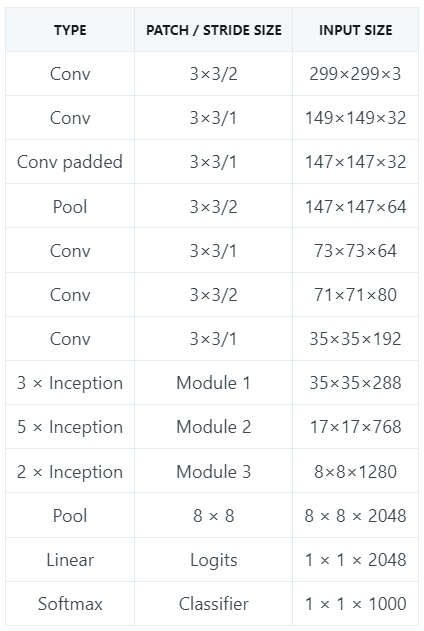 TYPE PATCH / STRIDE SIZE INPUT SIZE
Conv 3×3/2 299×299×3
Conv 3×3/1 149×149×32
Conv padded 3×3/1 147×147×32
Pool 3×3/2 147×147×64
Conv 3×3/1 73×73×64
Conv 3×3/2 71×71×80
Conv 3×3/1 35×35×192
3 × Inception Module 1 35×35×288
5 × Inception Module 2 17×17×768
2 × Inception Module 3 8×8×1280
Pool 8 × 8 8 × 8 × 2048
Linear Logits 1 × 1 × 2048
Softmax Classifier 1 × 1 × 1000